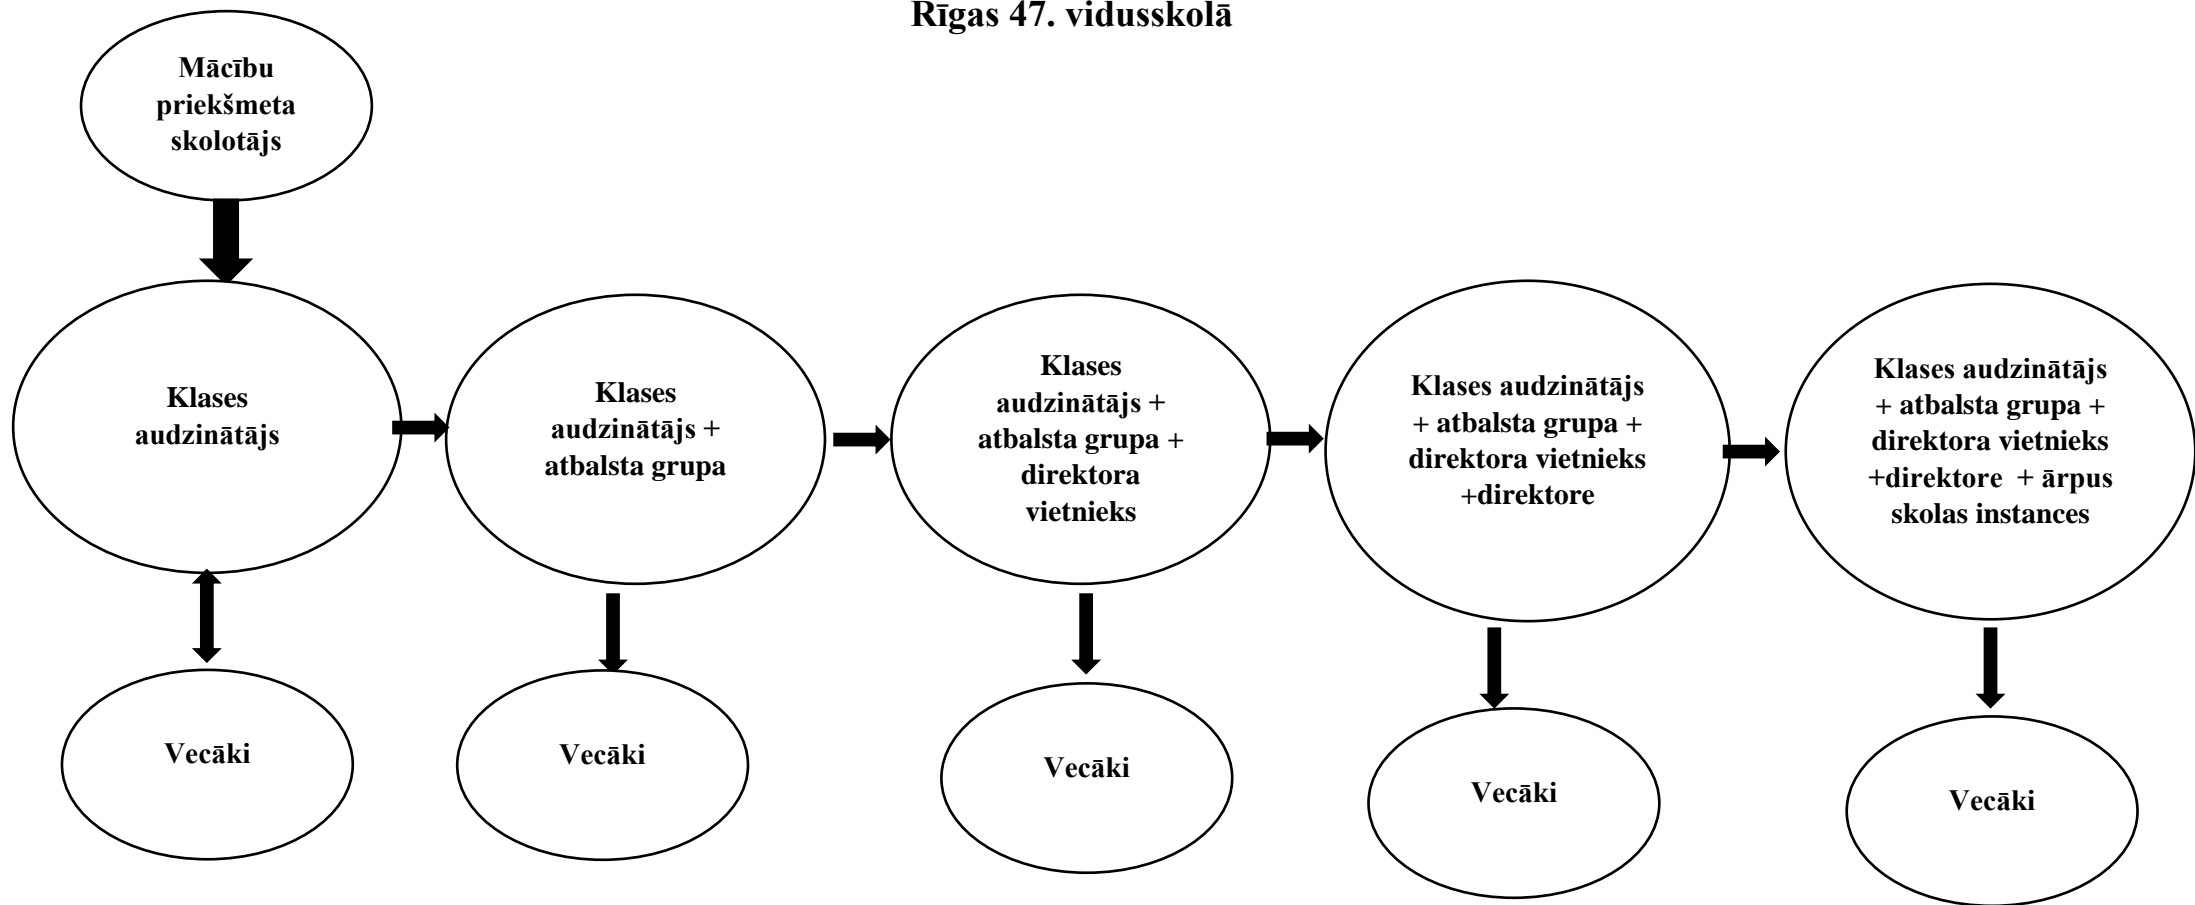 Rīgas 47. vidusskolā
Mācību
priekšmeta
skolotājs
Klases
audzinātājs
Klases
audzinātājs +
atbalsta grupa
Klases
audzinātājs +
atbalsta grupa +
direktora
vietnieks
Klases audzinātājs
+ atbalsta grupa +
direktora vietnieks
+direktore
Klases audzinātājs
+ atbalsta grupa +
direktora vietnieks
+direktore  + ārpus
skolas instances
Vecāki
Vecāki
Vecāki
Vecāki
Vecāki